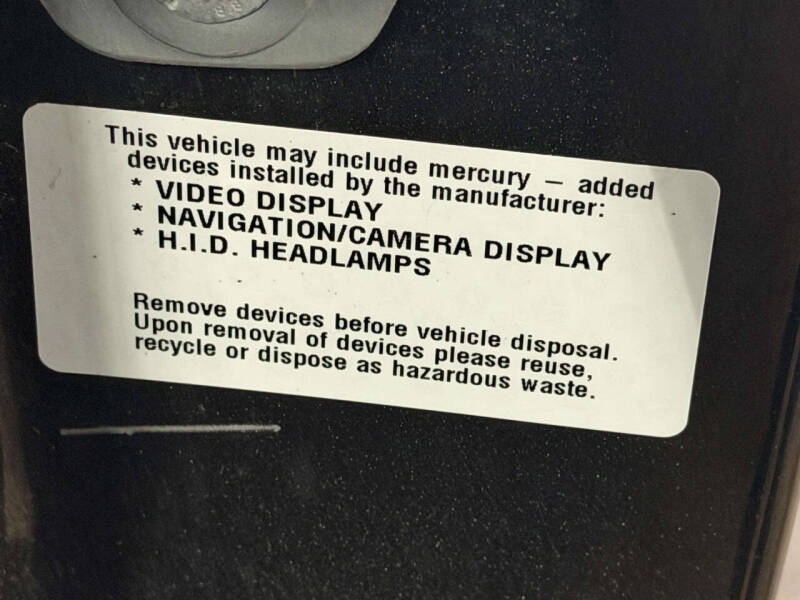 This vehicle may include mercury — added
devices installed by the manufacturer:
* VIDEO DISPLAY
* NAVIGATION/CAMERA DISPLAY
* H.I.D. HEADLAMPS
Remove devices before vehicle disposal.
Upon removal of devices please reuse,
recycle or dispose as hazardous waste.